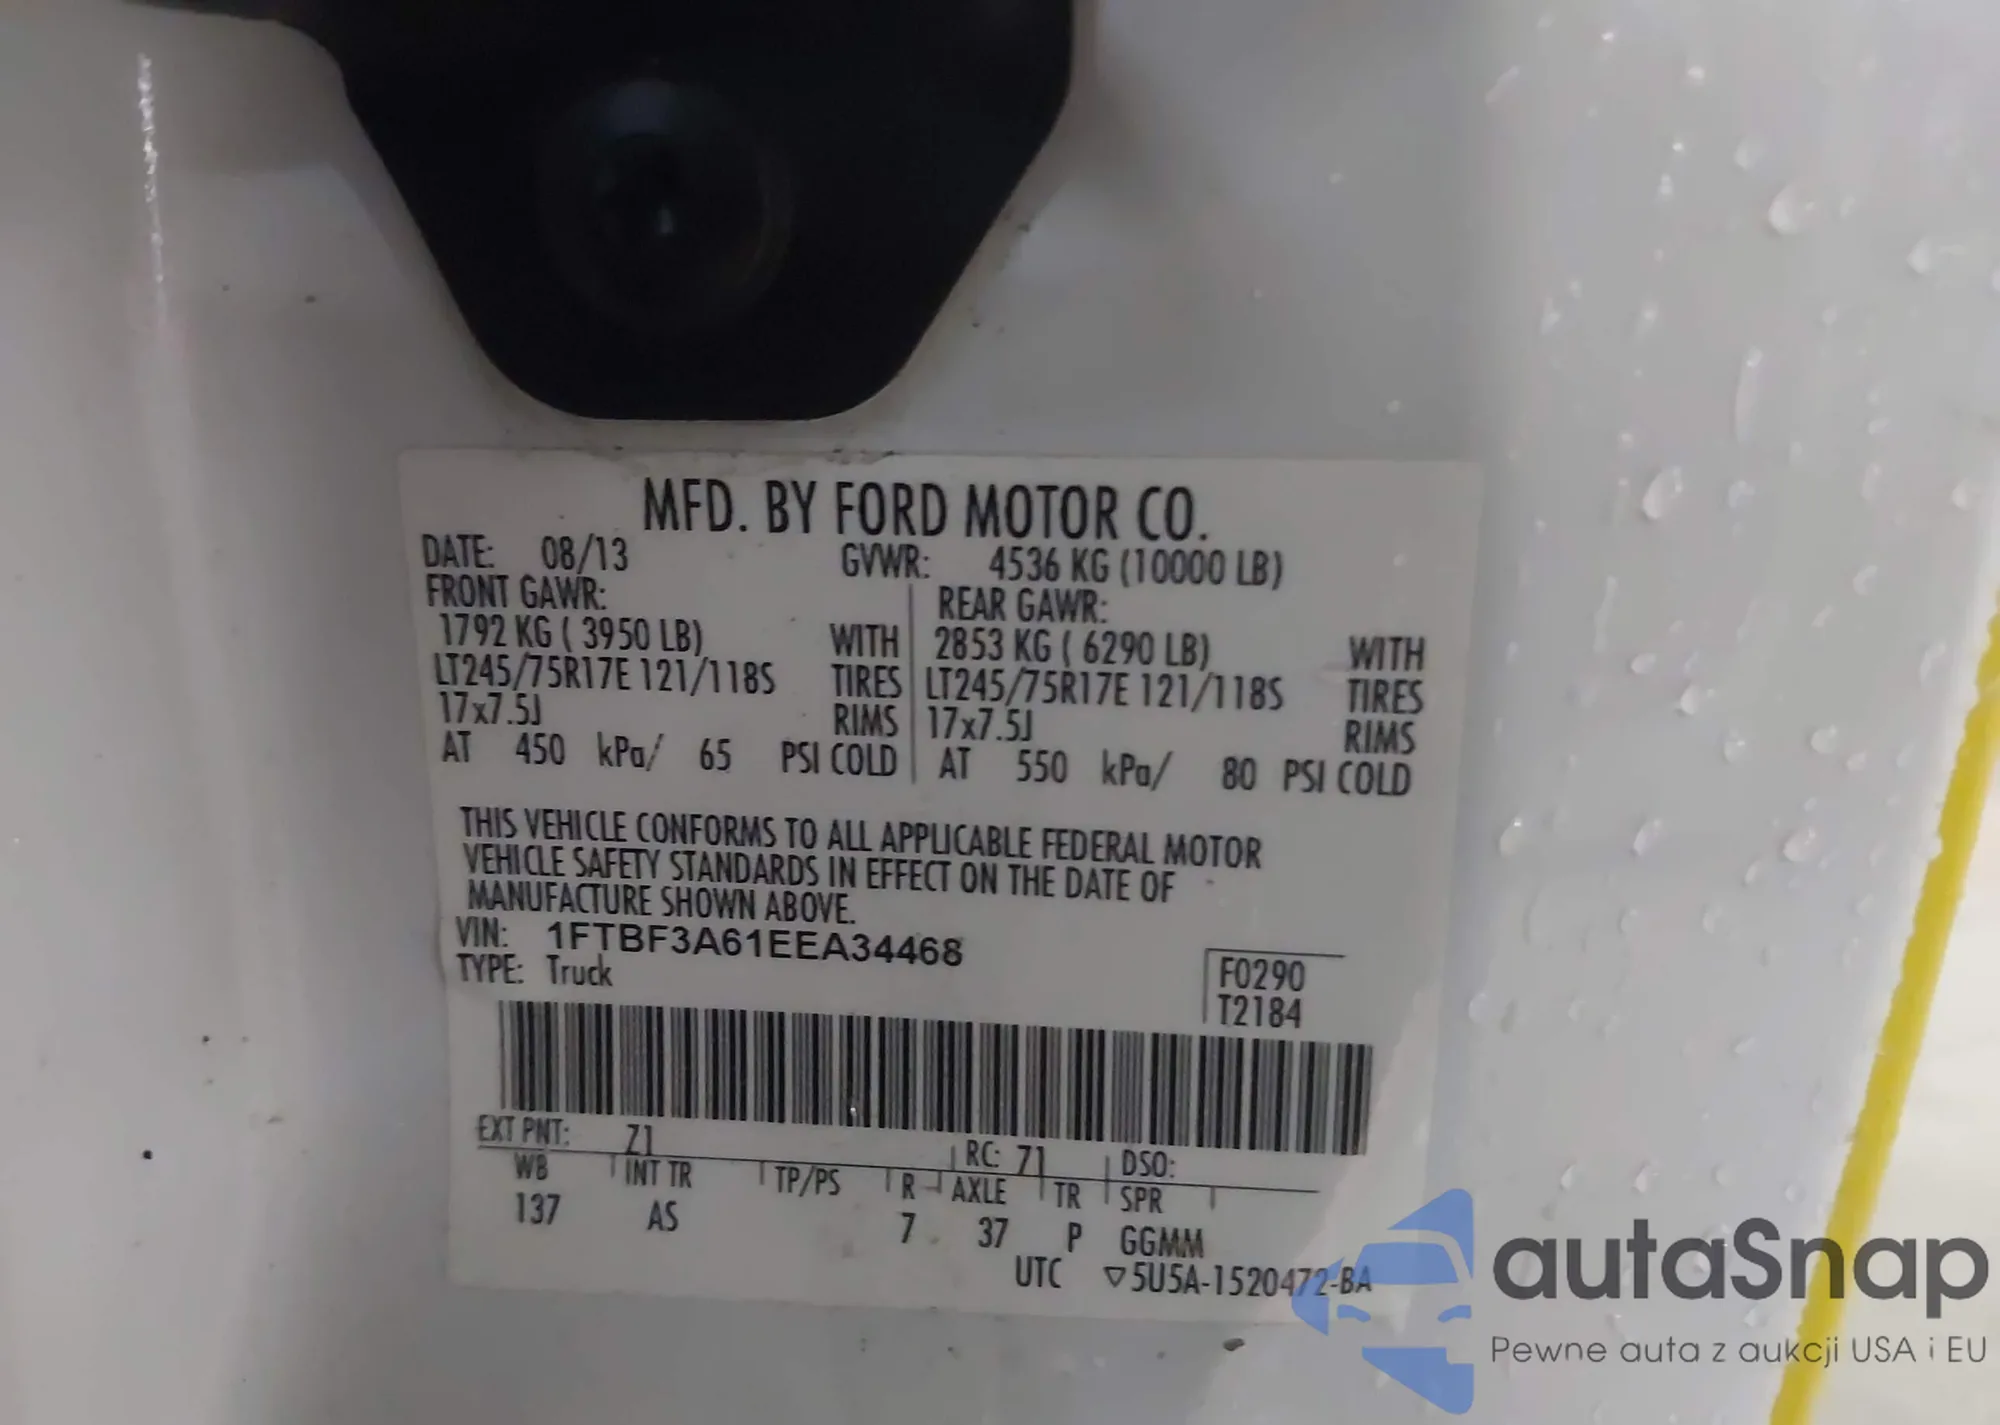 MFD. BY FORD MOTOR CO.
DATE: 08/13 GVWR: 4536 KG (10000 LB)
FRONT GAWR: REAR GAWR:
1792 KG ( 3950 LB) WITH 2853 KG ( 6290 LB) WITH
LT245/75R17E 121/118S TIRES LT245/75R17E 121/118S TIRES
17x7.5J RIMS 17x7.5J RIMS
AT 450 kPa/ 65 PSI COLD AT 550 kPa/ 80 PSI COLD
THIS VEHICLE CONFORMS TO ALL APPLICABLE FEDERAL MOTOR
VEHICLE SAFETY STANDARDS IN EFFECT ON THE DATE OF
MANUFACTURE SHOWN ABOVE.
VIN: 1FTBF3A61EEA34468
TYPE: Truck
F0290
T2184
EXT PNT: Z1 RC: 71 DSO:
WB INT TR TP/PS R AXLE TR SPR
137 AS 7 37 P GGMM
UTC ▽5U5A-1520472-BA
autaSnap
Pewne auta z aukcji USA i EU